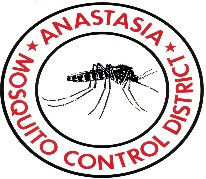 ★ ANASTASIA ★
MOSQUITO CONTROL DISTRICT